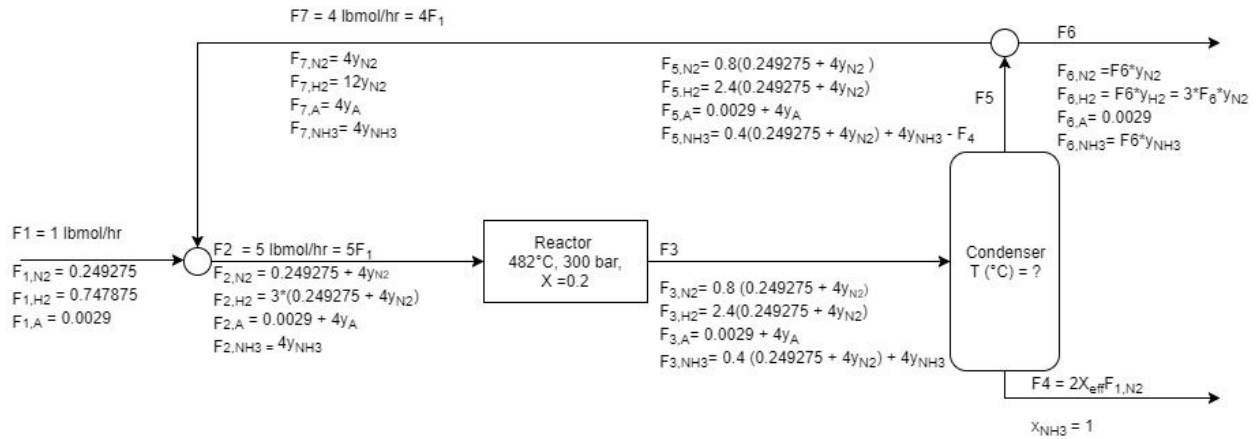 F7 = 4 lbmol/hr = 4F₁
F₇,N2= 4yN2
F₇,H2= 12yN2
F₇,A= 4yA
F₇,NH3= 4yNH3
F₅,N2= 0.8(0.249275 + 4yN2 )
F₅.H2= 2.4(0.249275 + 4yN2)
F₅,A= 0.0029 + 4yA
F₅,NH3= 0.4(0.249275 + 4yN2) + 4yNH3 - F₄
F5
F6
F₆,N2 =F6*yN2
F₆,H2 = F6*yH2 = 3*F₆*yN2
F₆,A= 0.0029
F₆,NH3= F6*yNH3
F1 = 1 lbmol/hr
F₁,N2 = 0.249275
F₁,H2 = 0.747875
F₁,A = 0.0029
F2 = 5 lbmol/hr = 5F₁
F₂,N2 = 0.249275 + 4yN2
F₂,H2 = 3*(0.249275 + 4yN2)
F₂,A = 0.0029 + 4yA
F₂,NH3 = 4yNH3
Reactor
482°C, 300 bar,
X =0.2
F3
F₃,N2= 0.8 (0.249275 + 4yN2)
F₃,H2= 2.4(0.249275 + 4yN2)
F₃,A= 0.0029 + 4yA
F₃,NH3= 0.4 (0.249275 + 4yN2) + 4yNH3
Condenser
T (°C) = ?
F4 = 2XeffF₁,N2
xNH3 = 1